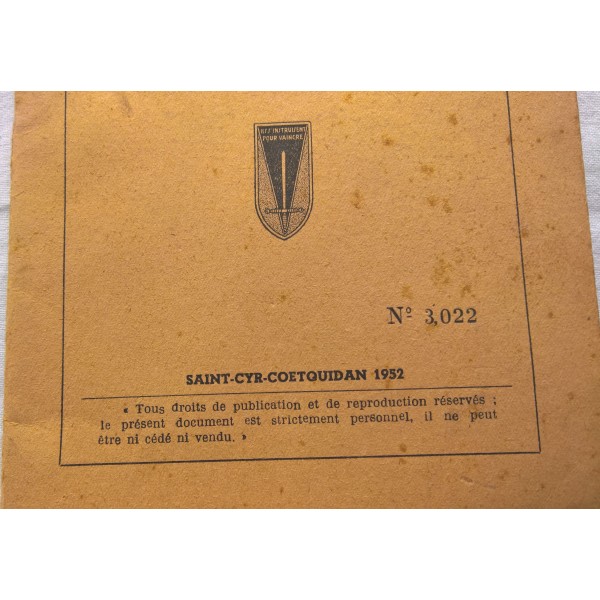 ILS S'INSTRUISENT
POUR VAINCRE
Nº 3,022
SAINT-CYR-COETQUIDAN 1952
« Tous droits de publication et de reproduction réservés ;
le présent document est strictement personnel, il ne peut
être ni cédé ni vendu. »